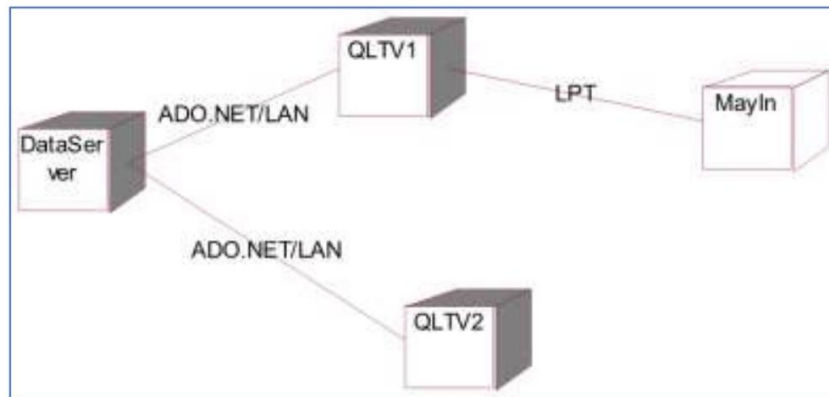 QLTV1
LPT
MayIn
ADO.NET/LAN
DataSer
ver
ADO.NET/LAN
QLTV2